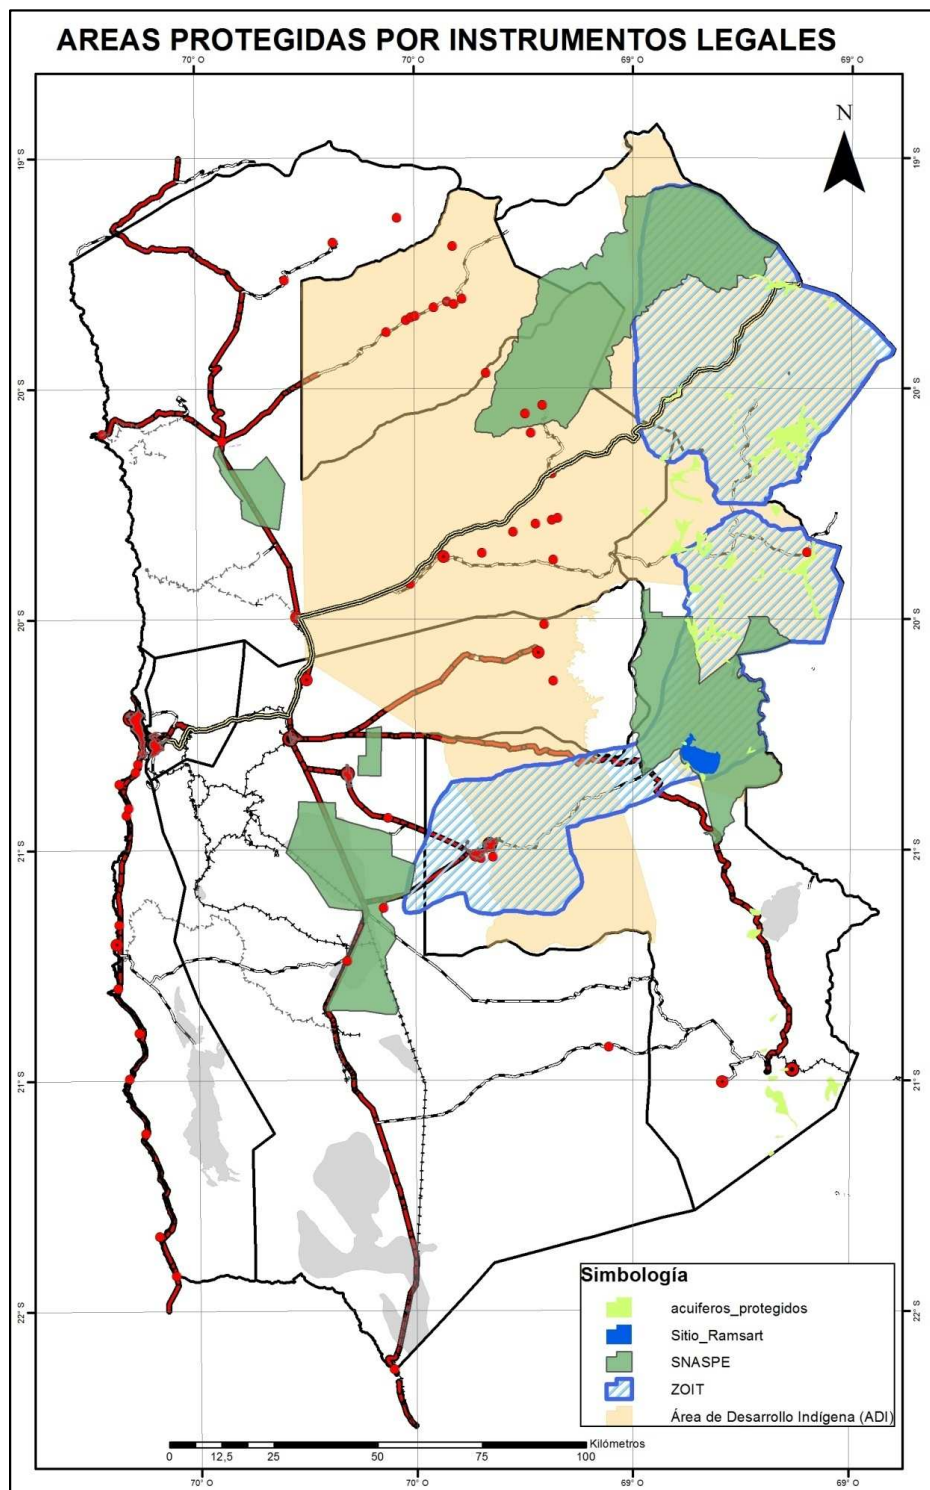 AREAS PROTEGIDAS POR INSTRUMENTOS LEGALES
70° O
70° O
69° O
69° O
N
19° S
19° S
20° S
20° S
20° S
20° S
21° S
21° S
21° S
21° S
22° S
22° S
Simbología
acuiferos_protegidos
Sitio_Ramsart
SNASPE
ZOIT
Área de Desarrollo Indígena (ADI)
Kilómetros
0 12,5 25 50 75 100
70° O
70° O
69° O
69° O